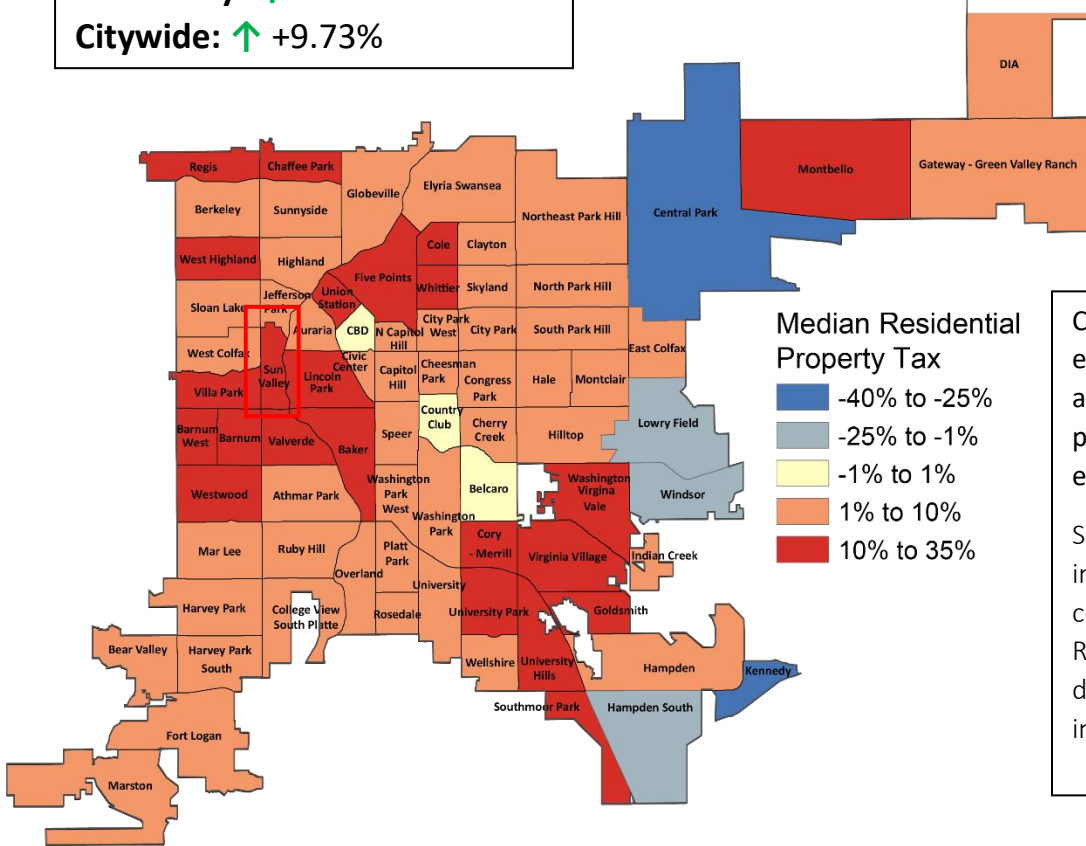 Citywide: ↑ +9.73%
DIA
Regis
Chaffee Park
Globeville
Elyria Swansea
Montbello
Gateway - Green Valley Ranch
Berkeley
Sunnyside
Northeast Park Hill
Central Park
West Highland
Highland
Cole
Clayton
Five Points
Whittier
Skyland
North Park Hill
Sloan Lake
Jefferson
Park
Union
Station
Auraria
CBD
N Capitol
Hill
City Park
West
City Park
South Park Hill
East Colfax
West Colfax
Sun
Valley
Civic
Center
Lincoln
Park
Capitol
Hill
Cheesman
Park
Congress
Park
Hale
Montclair
Villa Park
Barnum
West
Barnum
Valverde
Baker
Speer
Country
Club
Cherry
Creek
Hilltop
Lowry Field
Westwood
Athmar Park
Washington
Park
West
Washington
Park
Belcaro
Washington
Virgina
Vale
Windsor
Mar Lee
Ruby Hill
Overland
Platt
Park
University
Cory
- Merrill
Virginia Village
Indian Creek
Harvey Park
College View
South Platte
Rosedale
University Park
Goldsmith
Bear Valley
Harvey Park
South
Wellshire
University
Hills
Hampden
Kennedy
Southmoor Park
Hampden South
Fort Logan
Marston
Median Residential
Property Tax
-40% to -25%
-25% to -1%
-1% to 1%
1% to 10%
10% to 35%